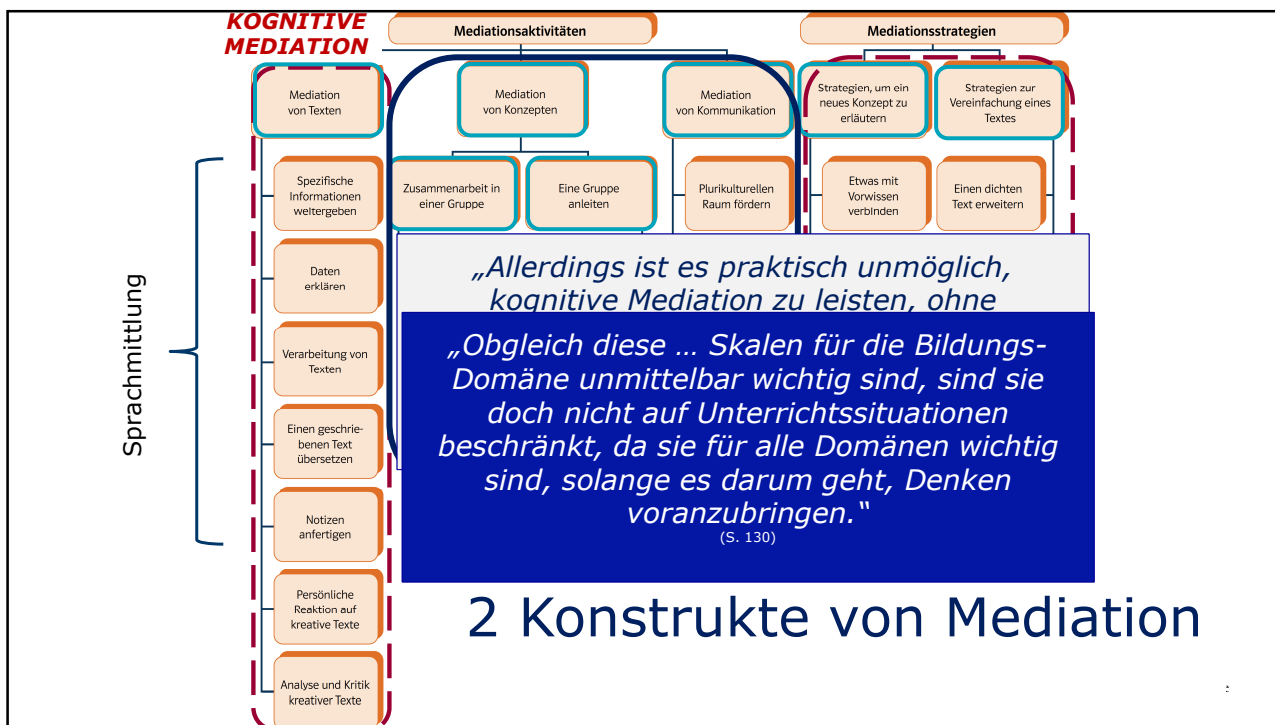 KOGNITIVE
MEDIATION
Mediationsaktivitäten
Mediationsstrategien
Mediation
von Texten
Mediation
von Konzepten
Mediation
von Kommunikation
Strategien, um ein
neues Konzept zu
erläutern
Strategien zur
Vereinfachung eines
Textes
Spezifische
Informationen
weitergeben
Zusammenarbeit in
einer Gruppe
Eine Gruppe
anleiten
Plurikulturellen
Raum fördern
Etwas mit
Vorwissen
verbinden
Einen dichten
Text erweitern
Daten
erklären
Verarbeitung von
Texten
Einen geschrie-
benen Text
übersetzen
Notizen
anfertigen
Persönliche
Reaktion auf
kreative Texte
Analyse und Kritik
kreativer Texte
Sprachmittlung
„Allerdings ist es praktisch unmöglich,
kognitive Mediation zu leisten, ohne
„Obgleich diese … Skalen für die Bildungs-
Domäne unmittelbar wichtig sind, sind sie
doch nicht auf Unterrichtssituationen
beschränkt, da sie für alle Domänen wichtig
sind, solange es darum geht, Denken
voranzubringen.“
(S. 130)
2 Konstrukte von Mediation